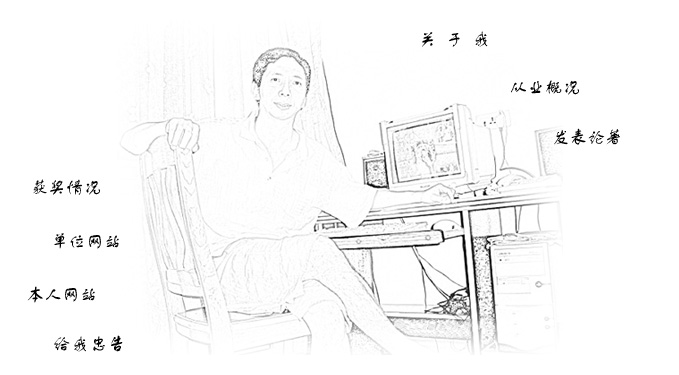 关于我
从业概况
发表论著
获奖情况
单位网站
本人网站
给我忠告